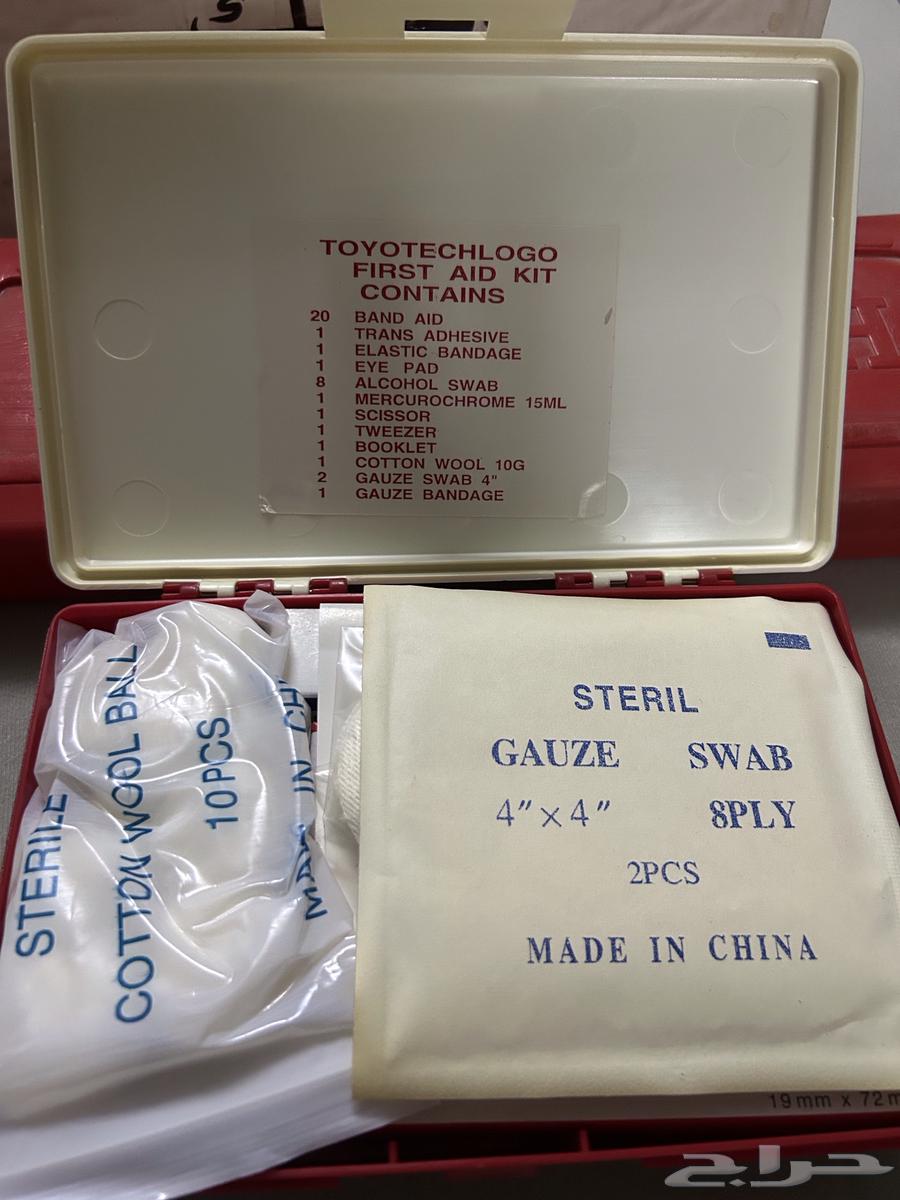 TOYOTECHLOGO
FIRST AID KIT
CONTAINS
20 BAND AID
1 TRANS ADHESIVE
1 ELASTIC BANDAGE
1 EYE PAD
8 ALCOHOL SWAB
1 MERCUROCHROME 15ML
1 SCISSOR
1 TWEEZER
1 BOOKLET
1 COTTON WOOL 10G
2 GAUZE SWAB 4"
1 GAUZE BANDAGE
STERILE
COTTON WOOL BALL
10PCS
IN
STERIL
GAUZE SWAB
4″×4″ 8PLY
2PCS
MADE IN CHINA
19mm x 72
حراج